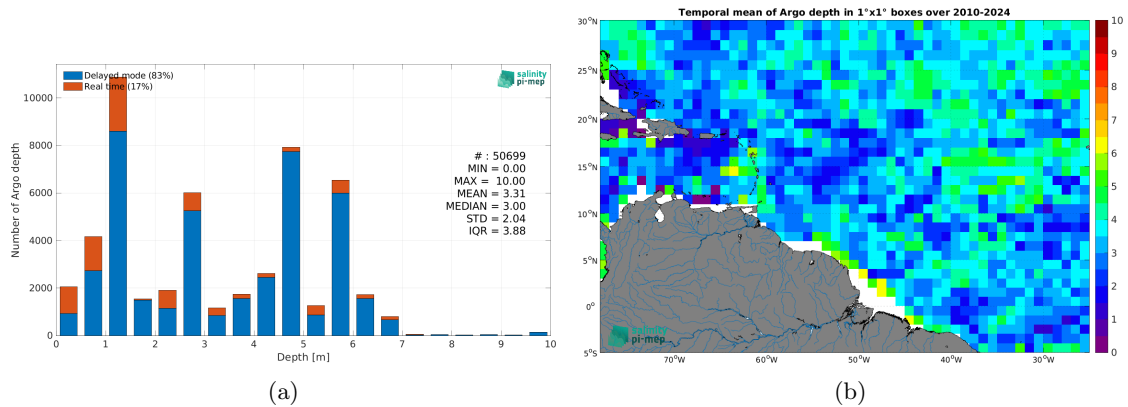 Delayed mode (83%)
Real time (17%)
salinity
pi-mep
# : 50699
MIN = 0.00
MAX = 10.00
MEAN = 3.31
MEDIAN = 3.00
STD = 2.04
IQR = 3.88
Number of Argo depth
10000
8000
6000
4000
2000
0
0 1 2 3 4 5 6 7 8 9 10
Depth [m]
(a)
Temporal mean of Argo depth in 1°x1° boxes over 2010-2024
30°N
25°N
20°N
15°N
10°N
5°N
0°
5°S
70°W 60°W 50°W 40°W 30°W
salinity
pi-mep
10
9
8
7
6
5
4
3
2
1
0
(b)